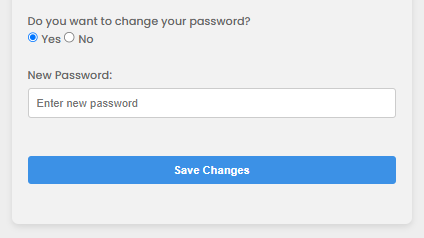 Do you want to change your password?
Yes No
New Password:
Enter new password
Save Changes